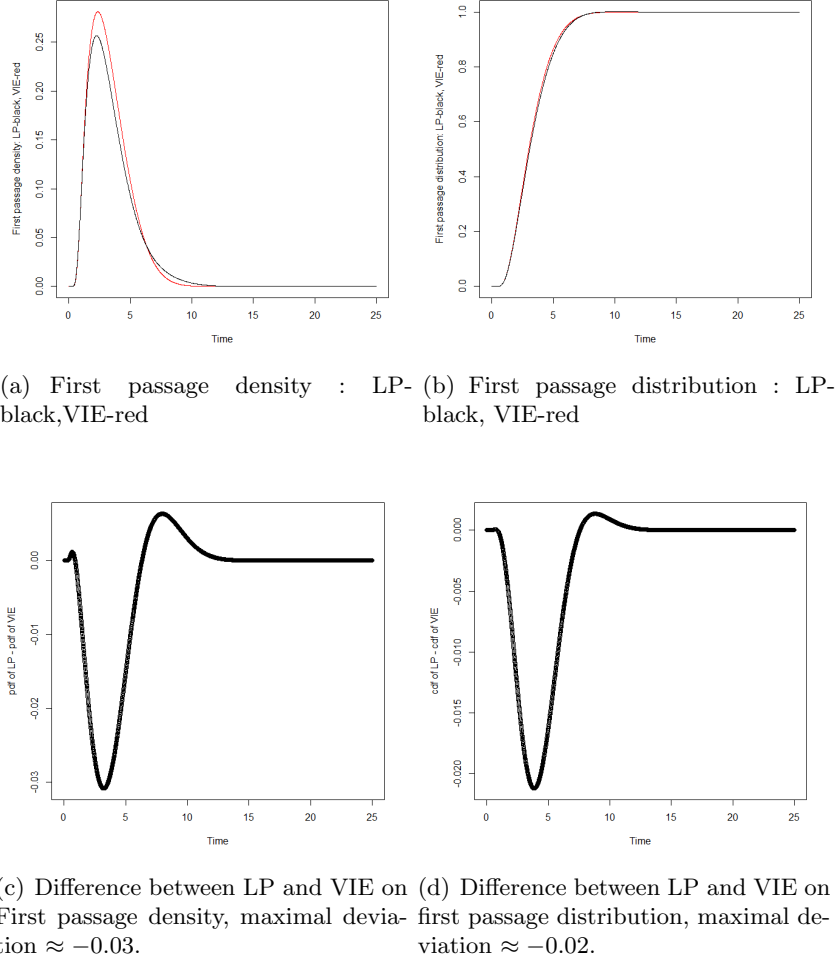 First passage density: LP-black, VIE-red
0.00 0.05 0.10 0.15 0.20 0.25
0 5 10 15 20 25
Time
First passage distribution: LP-black, VIE-red
0.0 0.2 0.4 0.6 0.8 1.0
0 5 10 15 20 25
Time
(a) First passage density : LP-
black,VIE-red
(b) First passage distribution : LP-
black, VIE-red
pdf of LP - pdf of VIE
-0.03 -0.02 -0.01 0.00
0 5 10 15 20 25
Time
cdf of LP - cdf of VIE
-0.020 -0.015 -0.010 -0.005 0.000
0 5 10 15 20 25
Time
(c) Difference between LP and VIE on
First passage density, maximal devia-
tion ≈ −0.03.
(d) Difference between LP and VIE on
first passage distribution, maximal de-
viation ≈ −0.02.